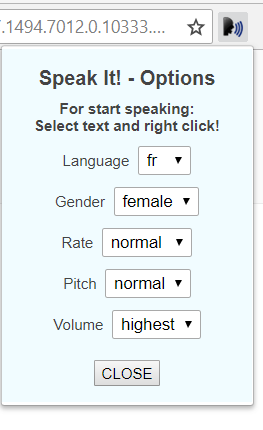 7.1494.7012.0.10333....
Speak It! - Options
For start speaking:
Select text and right click!
Language fr
Gender female
Rate normal
Pitch normal
Volume highest
CLOSE